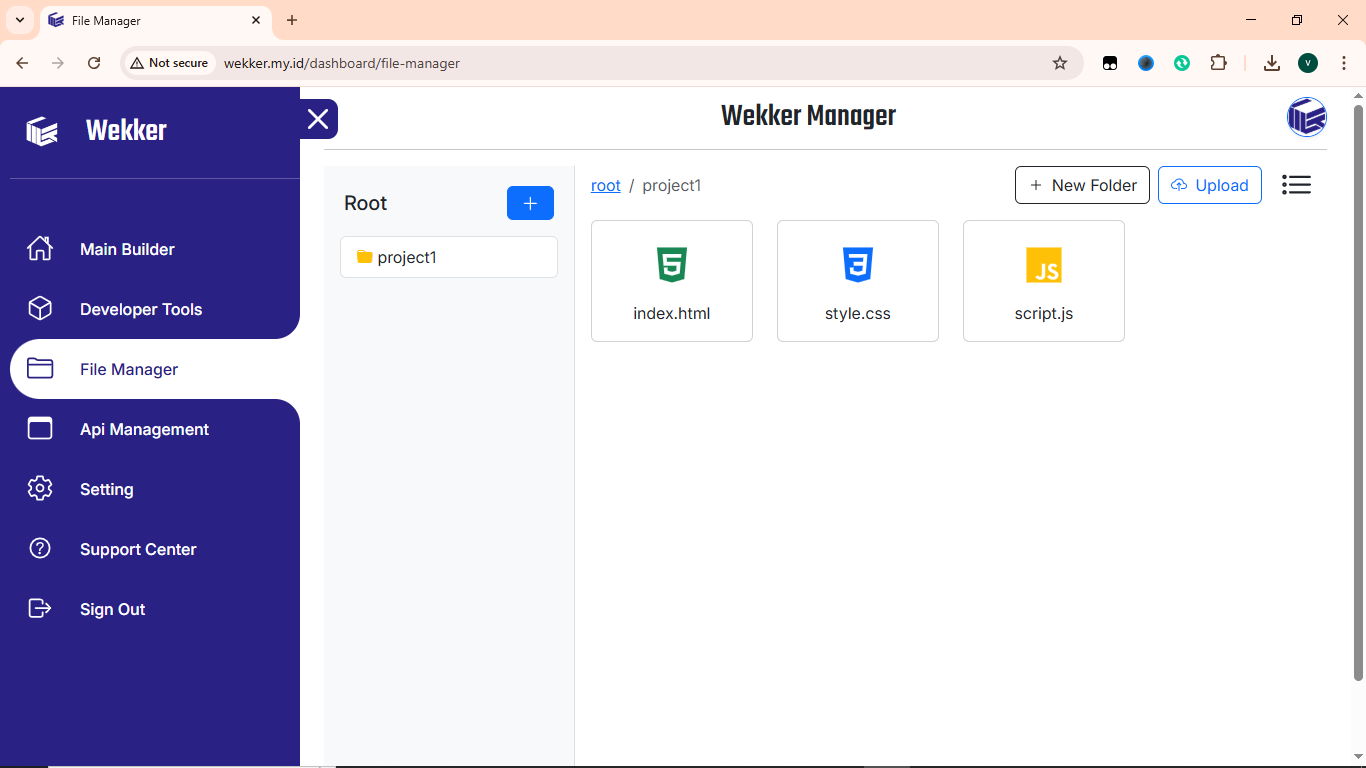 File Manager
Not secure
wekker.my.id/dashboard/file-manager
V
Wekker
Wekker Manager
Main Builder
Developer Tools
File Manager
Api Management
Setting
Support Center
Sign Out
Root
+
project1
root / project1
+ New Folder
Upload
5
index.html
3
style.css
JS
script.js